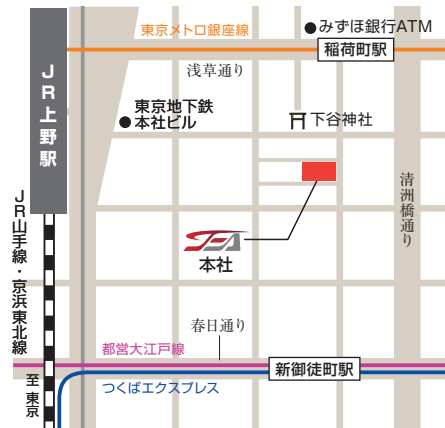 東京メトロ銀座線
みずほ銀行ATM
稲荷町駅
浅草通り
JR上野駅
東京地下鉄
本社ビル
下谷神社
清洲橋通り
JR山手線・京浜東北線
SEA
本社
春日通り
都営大江戸線
新御徒町駅
至 東京
つくばエクスプレス